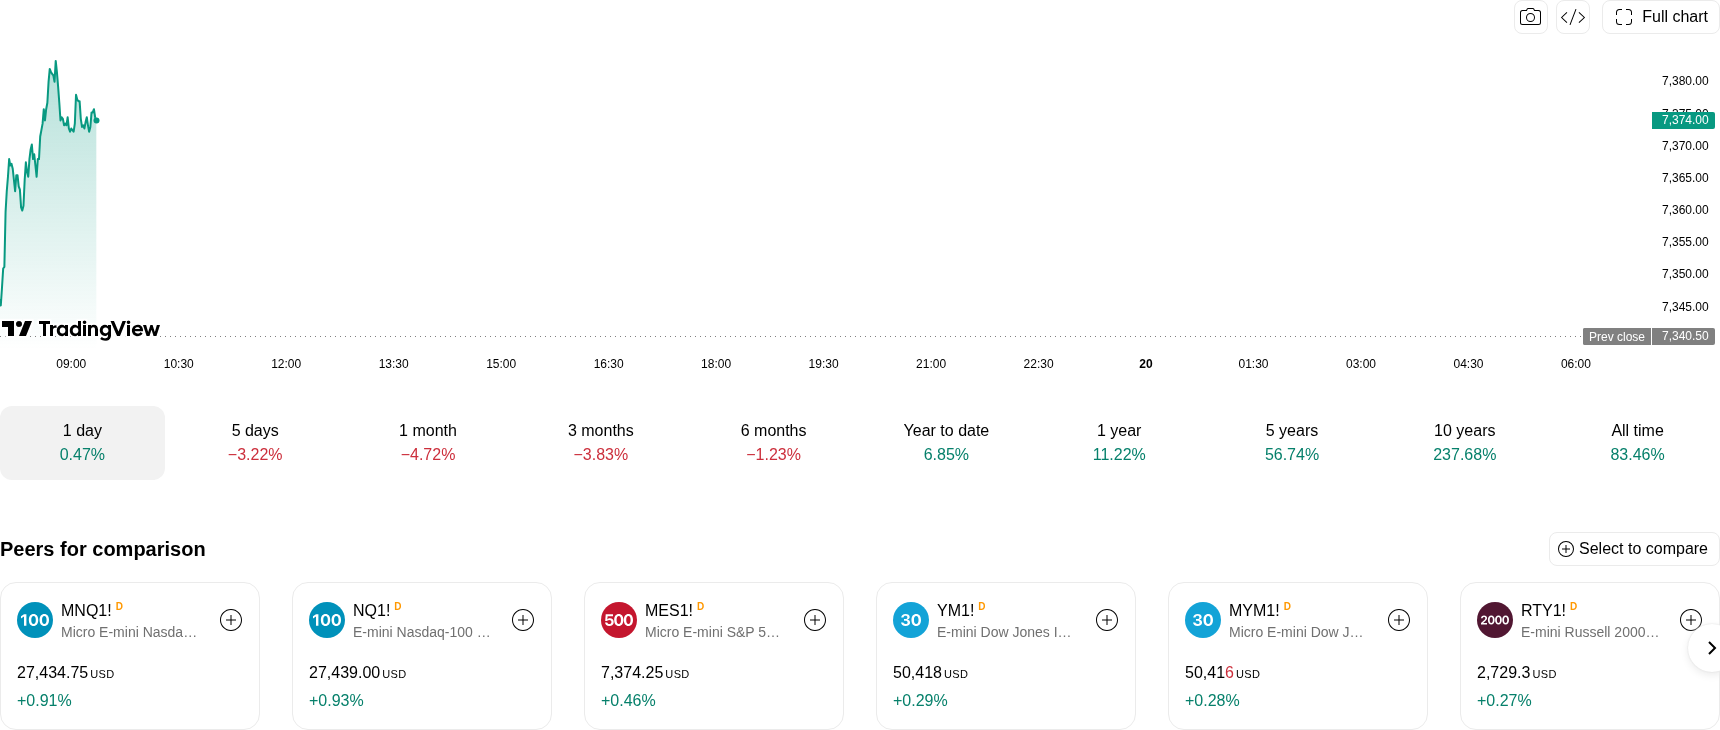 Full chart
7,380.00
7,374.00
7,370.00
7,365.00
7,360.00
7,355.00
7,350.00
7,345.00
Prev close 7,340.50
TradingView
09:00 10:30 12:00 13:30 15:00 16:30 18:00 19:30 21:00 22:30 20 01:30 03:00 04:30 06:00
1 day 5 days 1 month 3 months 6 months Year to date 1 year 5 years 10 years All time
0.47% −3.22% −4.72% −3.83% −1.23% 6.85% 11.22% 56.74% 237.68% 83.46%
Peers for comparison
Select to compare
100 MNQ1! D
Micro E-mini Nasda…
27,434.75 USD
+0.91%
100 NQ1! D
E-mini Nasdaq-100 …
27,439.00 USD
+0.93%
500 MES1! D
Micro E-mini S&P 5…
7,374.25 USD
+0.46%
30 YM1! D
E-mini Dow Jones I…
50,418 USD
+0.29%
30 MYM1! D
Micro E-mini Dow J…
50,416 USD
+0.28%
2000 RTY1! D
E-mini Russell 2000…
2,729.3 USD
+0.27%